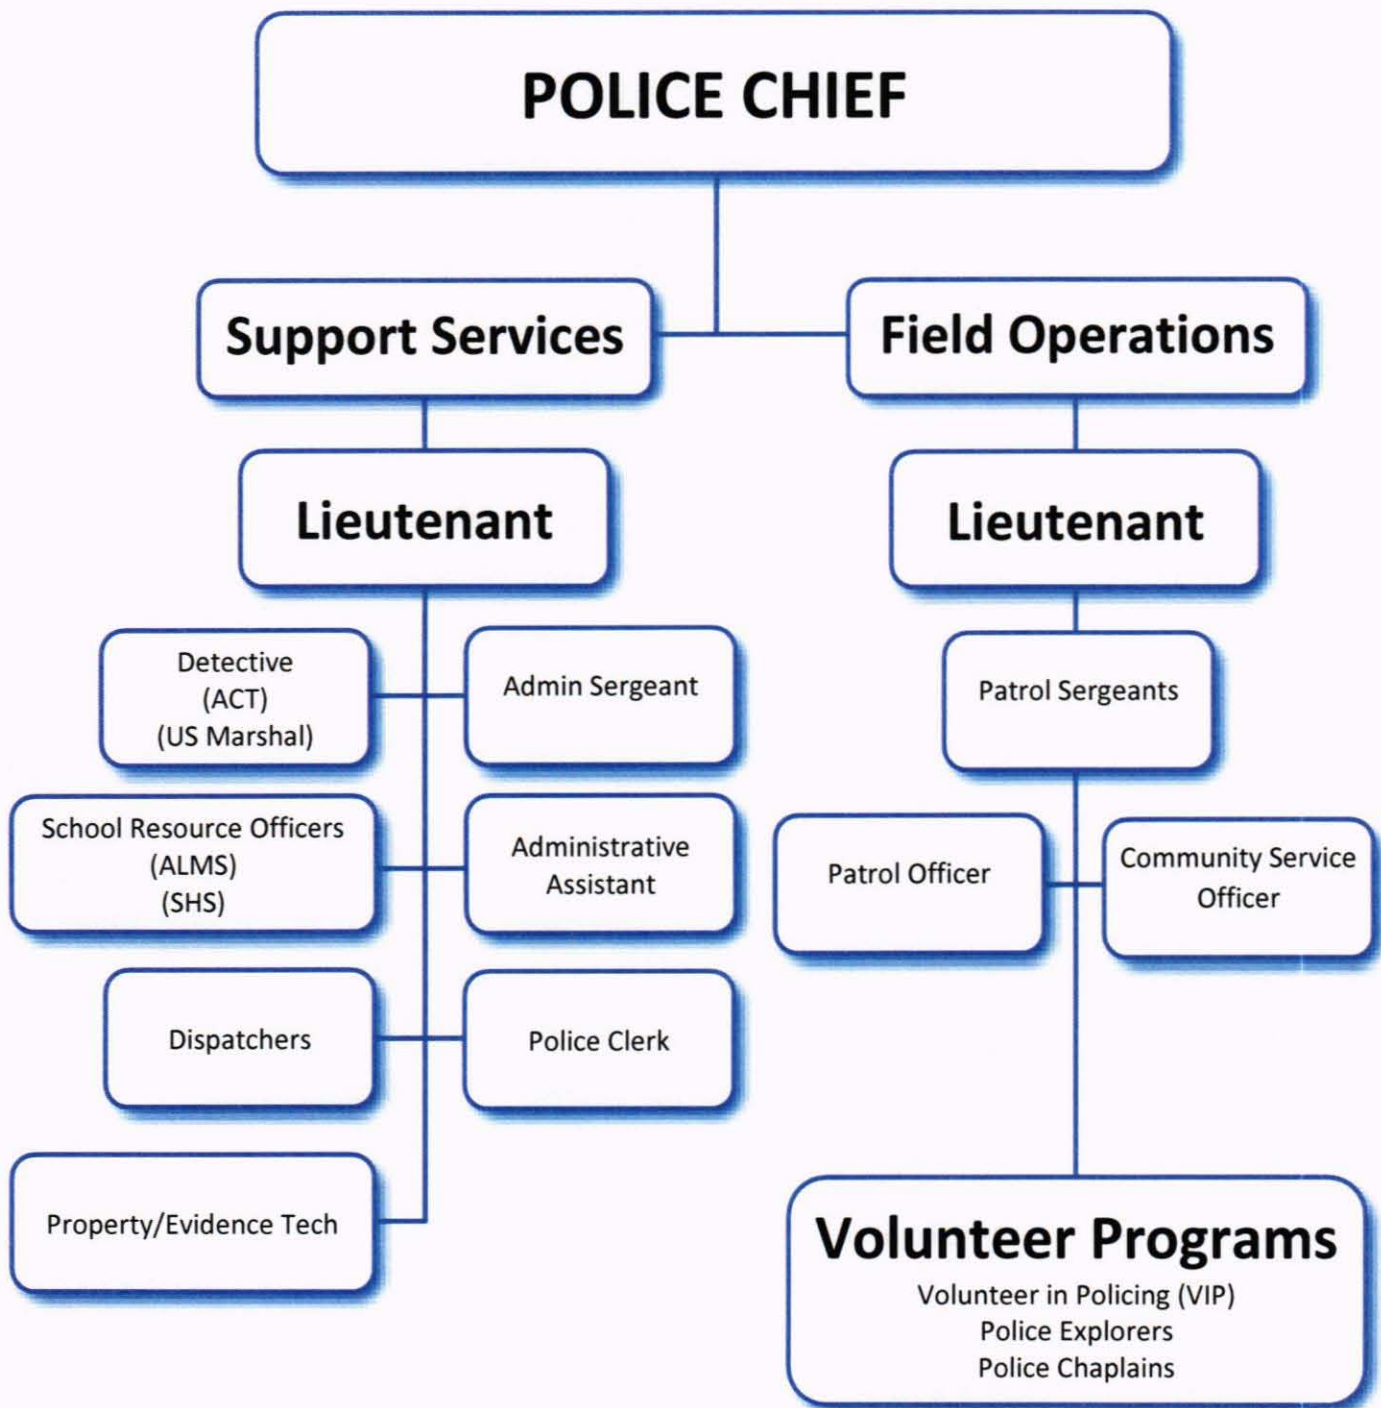 POLICE CHIEF
Support Services
Field Operations
Lieutenant
Lieutenant
Detective
(ACT)
(US Marshal)
Admin Sergeant
Patrol Sergeants
School Resource Officers
(ALMS)
(SHS)
Administrative
Assistant
Patrol Officer
Community Service
Officer
Dispatchers
Police Clerk
Property/Evidence Tech
Volunteer Programs
Volunteer in Policing (VIP)
Police Explorers
Police Chaplains